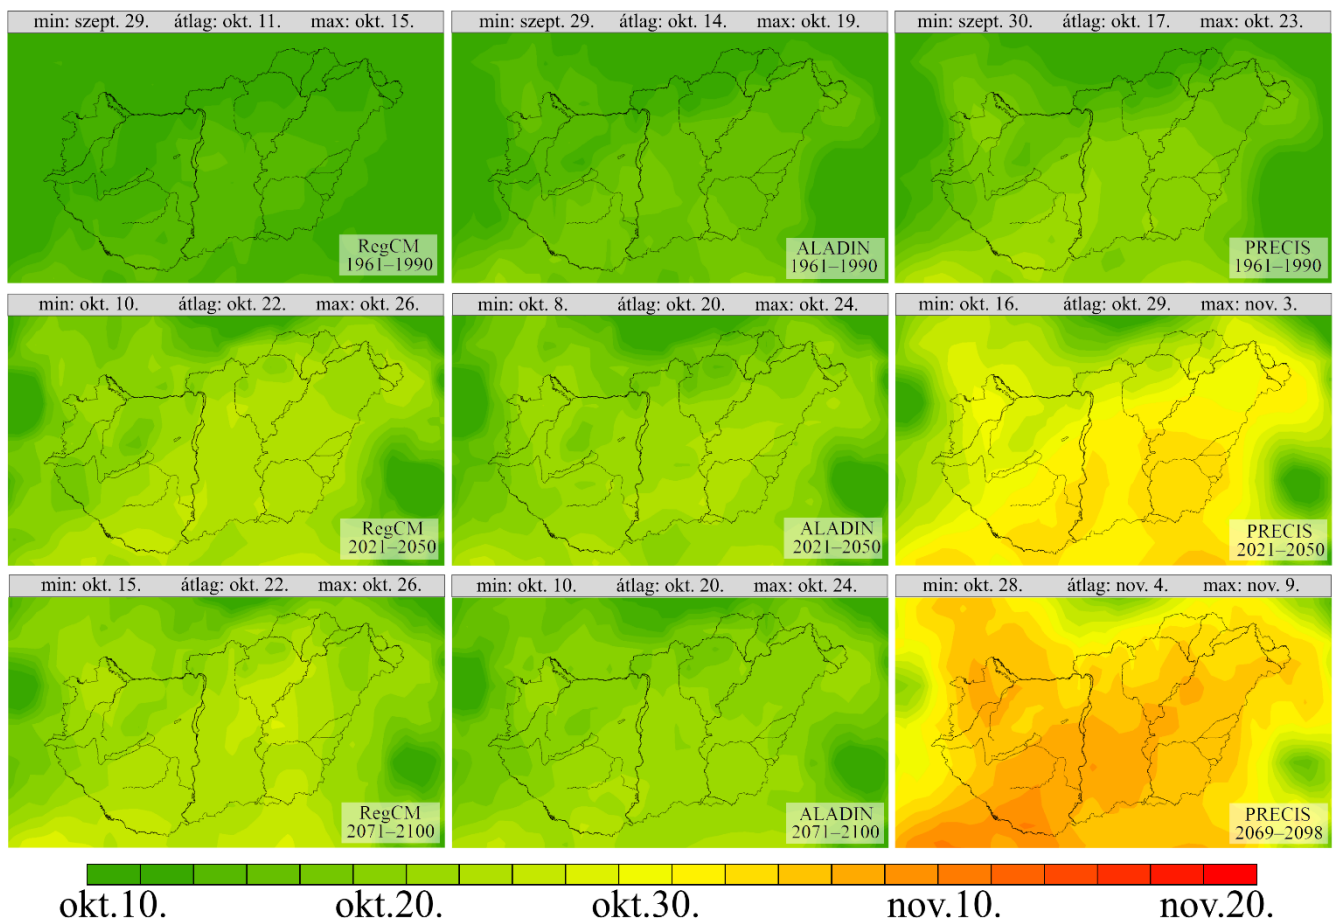 min: szept. 29. átlag: okt. 11. max: okt. 15.
min: szept. 29. átlag: okt. 14. max: okt. 19.
min: szept. 30. átlag: okt. 17. max: okt. 23.
RegCM
1961–1990
ALADIN
1961–1990
PRECIS
1961–1990
min: okt. 10. átlag: okt. 22. max: okt. 26.
min: okt. 8. átlag: okt. 20. max: okt. 24.
min: okt. 16. átlag: okt. 29. max: nov. 3.
RegCM
2021–2050
ALADIN
2021–2050
PRECIS
2021–2050
min: okt. 15. átlag: okt. 22. max: okt. 26.
min: okt. 10. átlag: okt. 20. max: okt. 24.
min: okt. 28. átlag: nov. 4. max: nov. 9.
RegCM
2071–2100
ALADIN
2071–2100
PRECIS
2069–2098
okt.10. okt.20. okt.30. nov.10. nov.20.